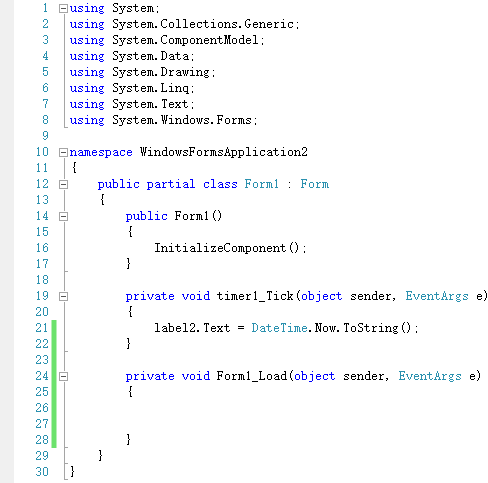 1 using System;
2 using System.Collections.Generic;
3 using System.ComponentModel;
4 using System.Data;
5 using System.Drawing;
6 using System.Linq;
7 using System.Text;
8 using System.Windows.Forms;
9
10 namespace WindowsFormsApplication2
11 {
12     public partial class Form1 : Form
13     {
14         public Form1()
15         {
16             InitializeComponent();
17         }
18
19         private void timer1_Tick(object sender, EventArgs e)
20         {
21             label2.Text = DateTime.Now.ToString();
22         }
23
24         private void Form1_Load(object sender, EventArgs e)
25         {
26
27
28         }
29     }
30 }